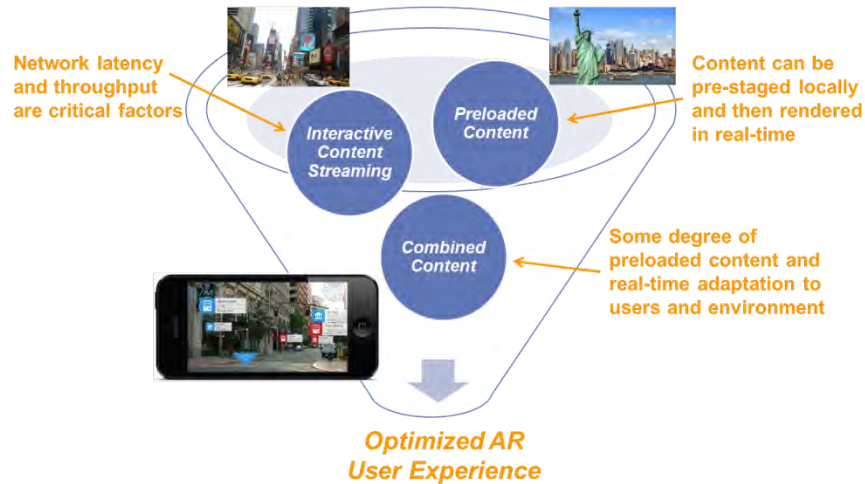 Network latency
and throughput
are critical factors
Interactive
Content
Streaming
Preloaded
Content
Content can be
pre-staged locally
and then rendered
in real-time
Combined
Content
Some degree of
preloaded content and
real-time adaptation to
users and environment
Optimized AR
User Experience